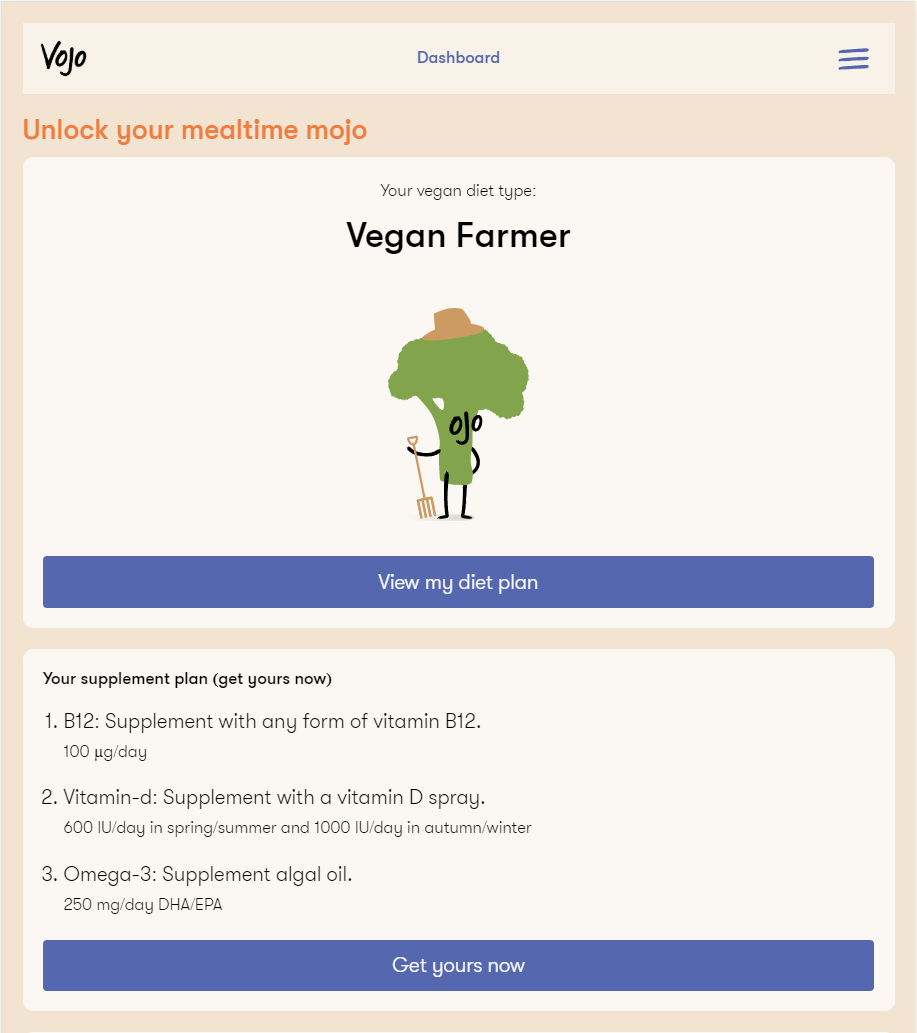 Vojo
Dashboard
Unlock your mealtime mojo
Your vegan diet type:
Vegan Farmer
ojo
View my diet plan
Your supplement plan (get yours now)
1. B12: Supplement with any form of vitamin B12.
100 µg/day
2. Vitamin-d: Supplement with a vitamin D spray.
600 IU/day in spring/summer and 1000 IU/day in autumn/winter
3. Omega-3: Supplement algal oil.
250 mg/day DHA/EPA
Get yours now